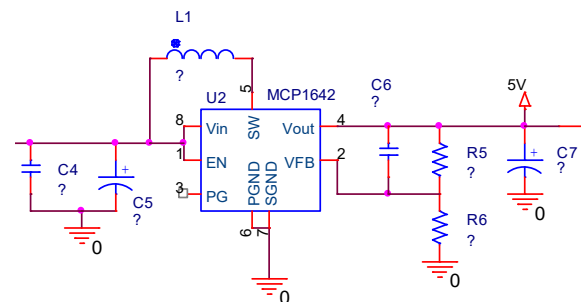 L1
?
U2
MCP1642
5
SW
8
Vin
1
EN
3
PG
PGND
SGND
6
7
Vout
4
VFB
2
C4
?
C5
?
0
0
C6
?
R5
?
R6
?
5V
C7
?
0
0